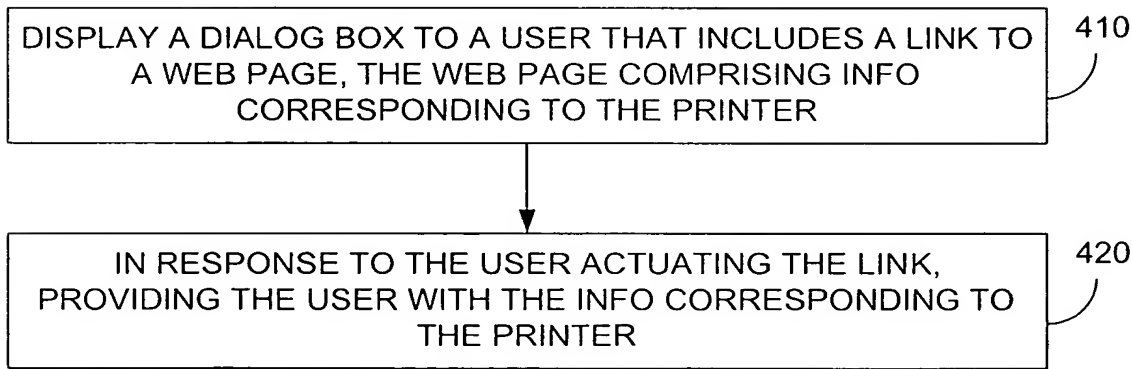 DISPLAY A DIALOG BOX TO A USER THAT INCLUDES A LINK TO
A WEB PAGE, THE WEB PAGE COMPRISING INFO
CORRESPONDING TO THE PRINTER
410
IN RESPONSE TO THE USER ACTUATING THE LINK,
PROVIDING THE USER WITH THE INFO CORRESPONDING TO
THE PRINTER
420